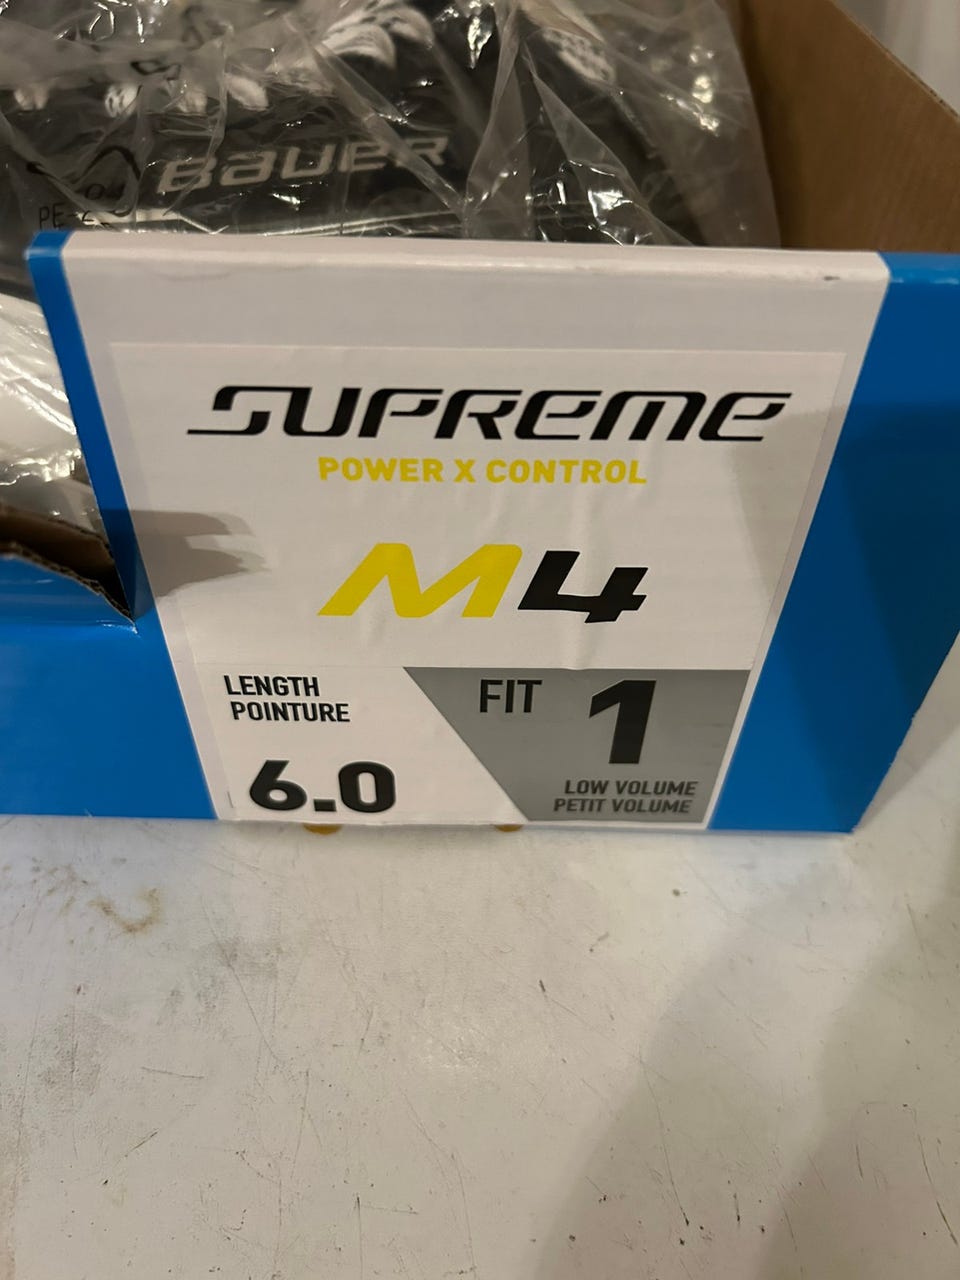 BAUER
SUPREME
POWER X CONTROL
M4
LENGTH
POINTURE
6.0
FIT 1
LOW VOLUME
PETIT VOLUME